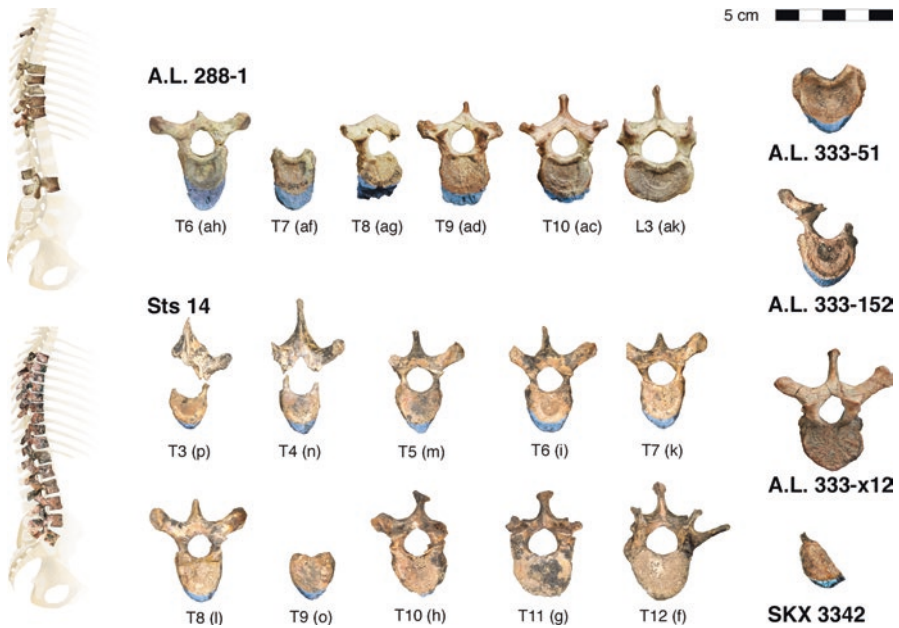 5 cm
A.L. 288-1
T6 (ah)
T7 (af)
T8 (ag)
T9 (ad)
T10 (ac)
L3 (ak)
A.L. 333-51
A.L. 333-152
Sts 14
T3 (p)
T4 (n)
T5 (m)
T6 (i)
T7 (k)
A.L. 333-x12
T8 (l)
T9 (o)
T10 (h)
T11 (g)
T12 (f)
SKX 3342